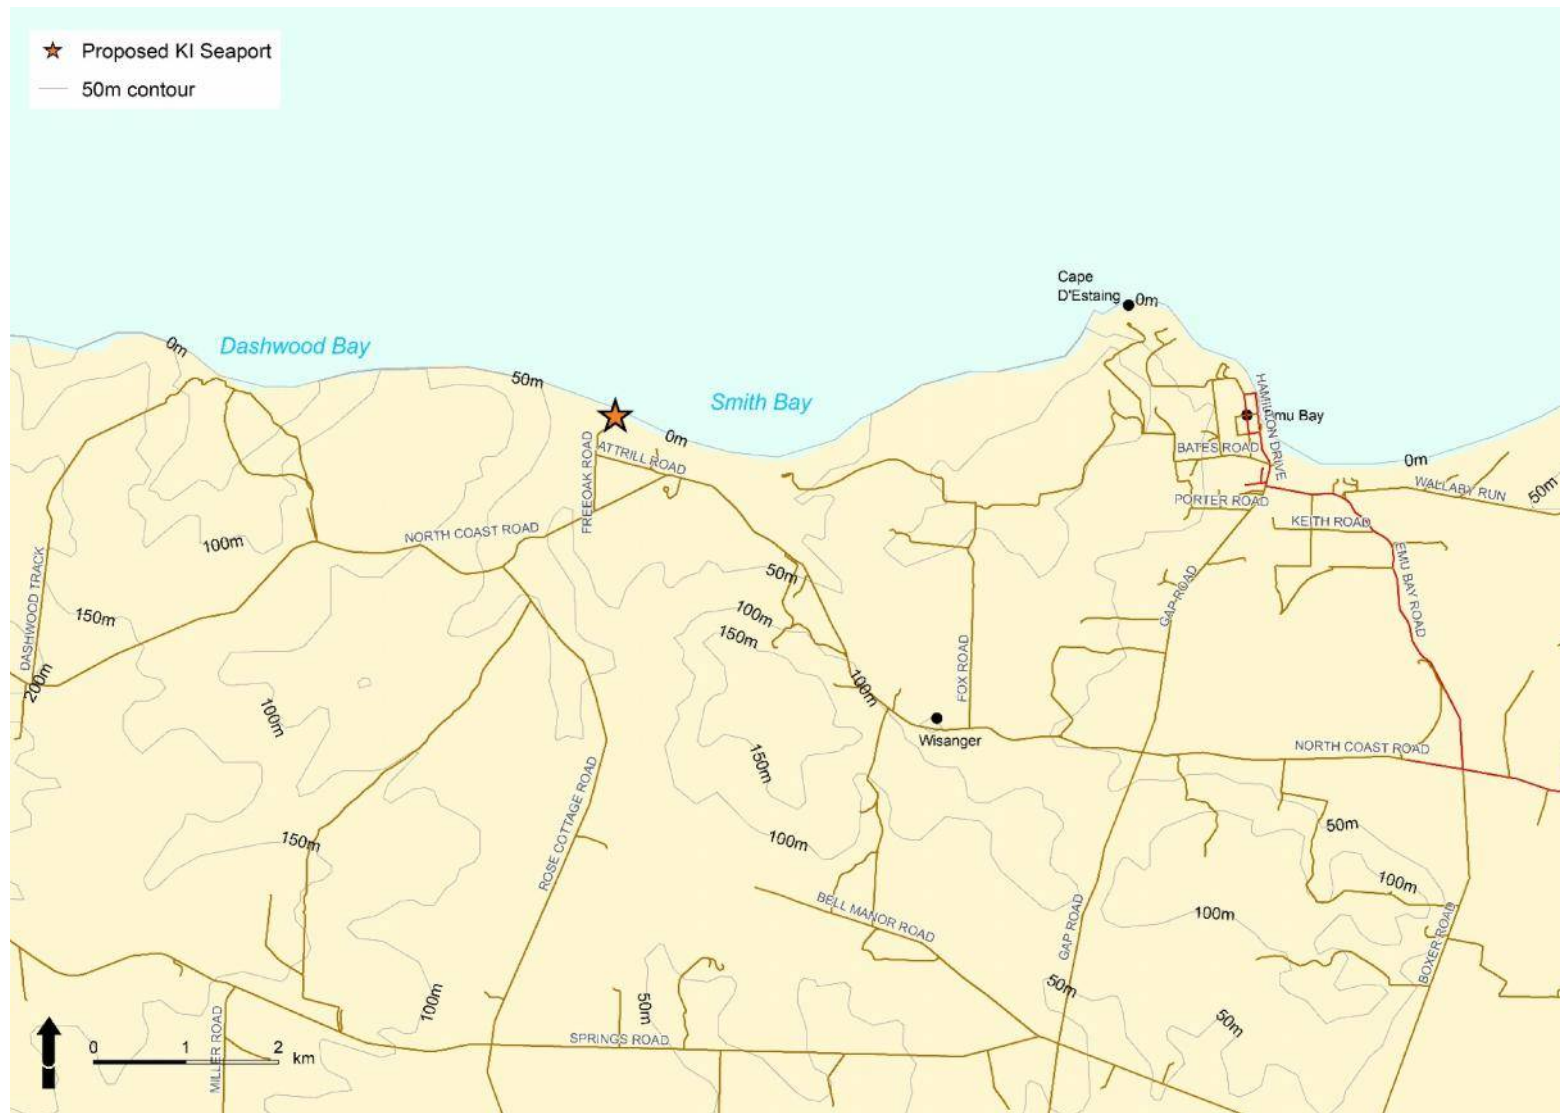 Proposed KI Seaport
50m contour
Cape
D'Estaing
0m
Dashwood Bay
0m
50m
Smith Bay
0m
HAMILTON DRIVE
Emu Bay
BATES ROAD
0m
WALLABY RUN
50m
PORTER ROAD
KEITH ROAD
ATTRILL ROAD
FREEOAK ROAD
NORTH COAST ROAD
100m
50m
EMU BAY ROAD
GAP ROAD
DASHWOOD TRACK
150m
100m
150m
FOX ROAD
200m
100m
100m
Wisanger
NORTH COAST ROAD
150m
ROSE COTTAGE ROAD
150m
100m
50m
100m
100m
BELL MANOR ROAD
GAP ROAD
BOXER ROAD
100m
50m
50m
50m
SPRINGS ROAD
MILLER ROAD
0
1
2
km